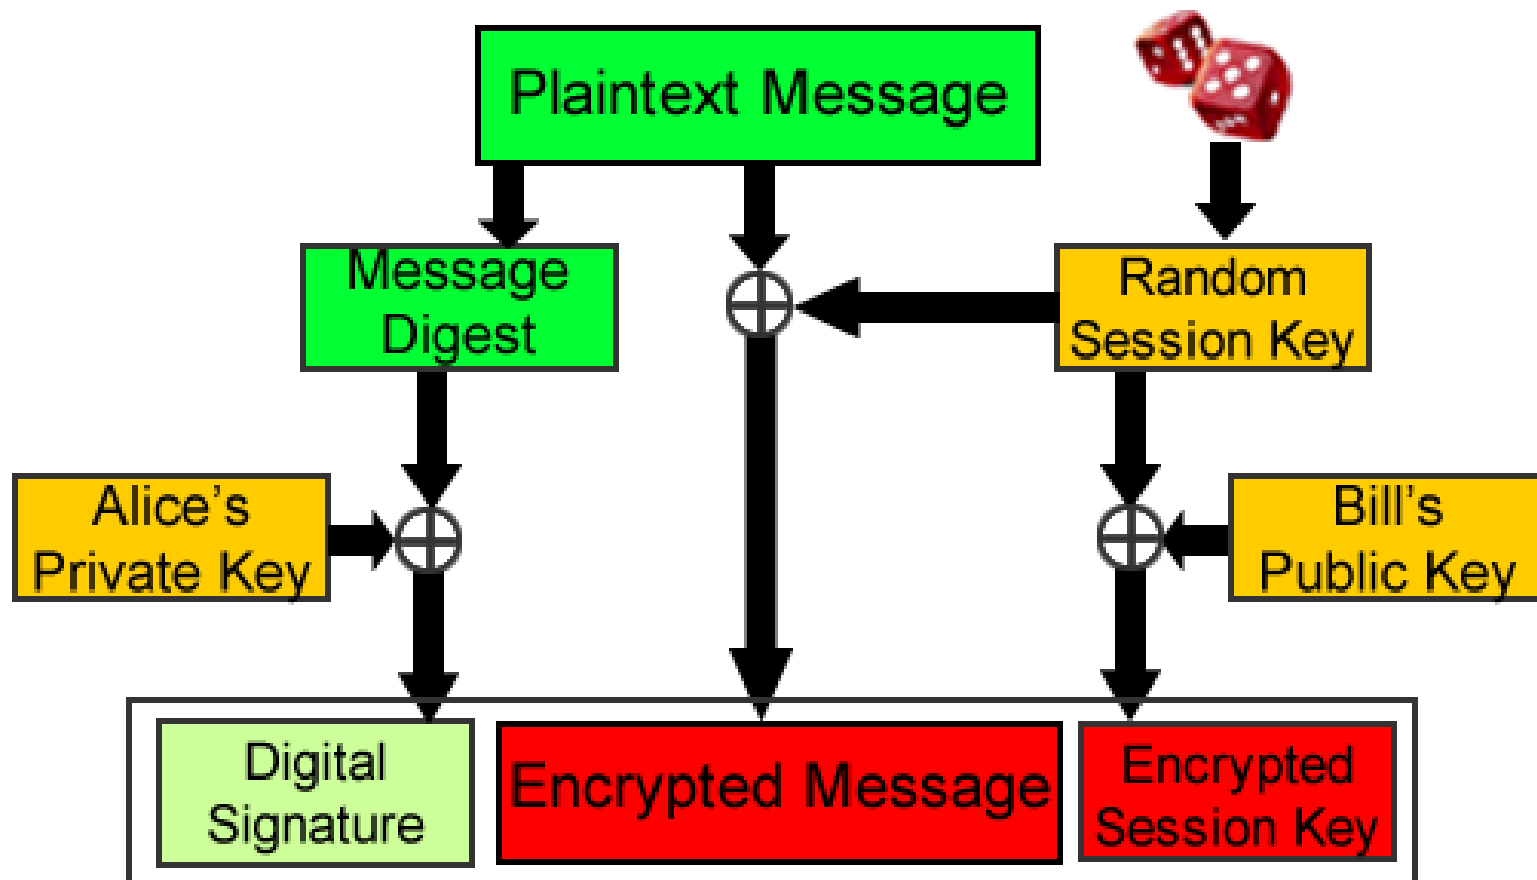 Plaintext Message
Message
Digest
Random
Session Key
Alice’s
Private Key
Bill’s
Public Key
Digital
Signature
Encrypted Message
Encrypted
Session Key